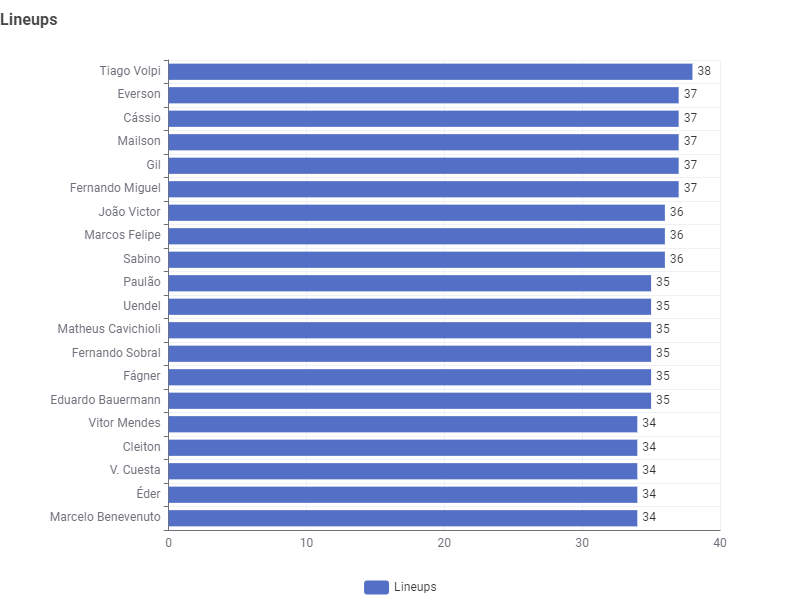 Lineups
Tiago Volpi 38
Everson 37
Cássio 37
Mailson 37
Gil 37
Fernando Miguel 37
João Victor 36
Marcos Felipe 36
Sabino 36
Paulão 35
Uendel 35
Matheus Cavichioli 35
Fernando Sobral 35
Fágner 35
Eduardo Bauermann 35
Vitor Mendes 34
Cleiton 34
V. Cuesta 34
Éder 34
Marcelo Benevenuto 34
0 10 20 30 40
Lineups